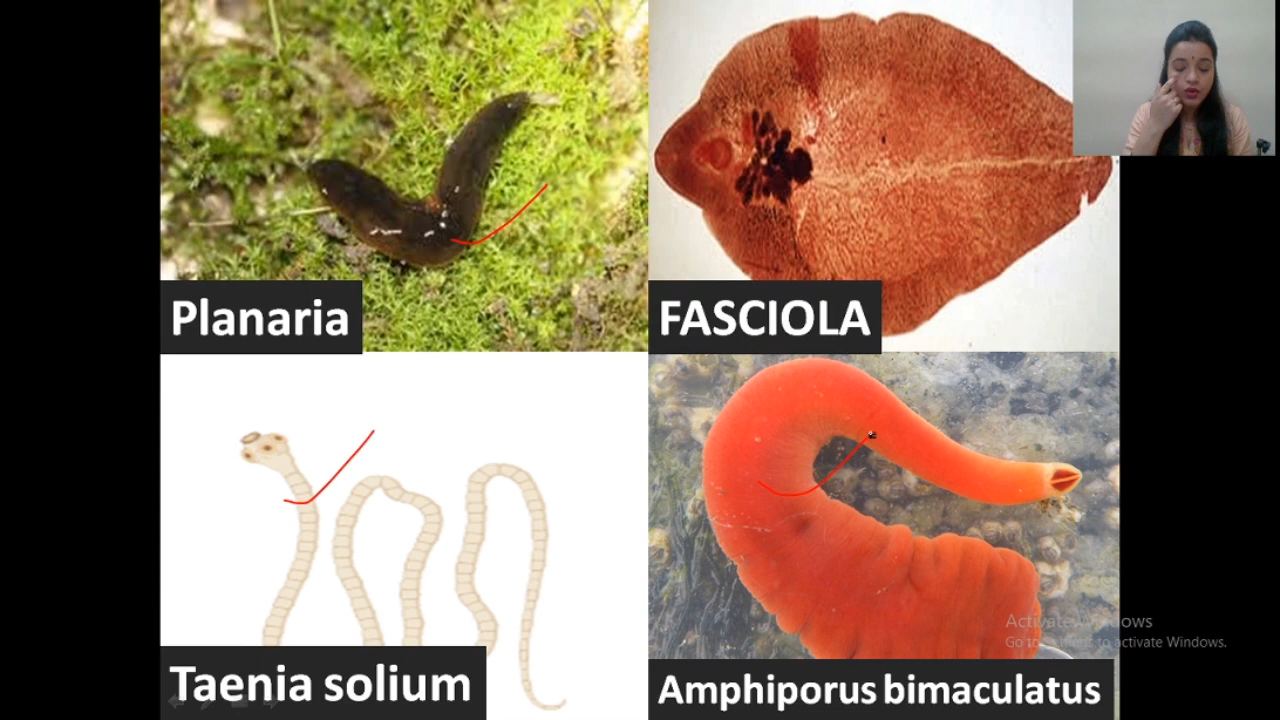 Planaria
FASCIOLA
Taenia solium
Amphiporus bimaculatus
Activate Windows
Go to Settings to activate Windows.